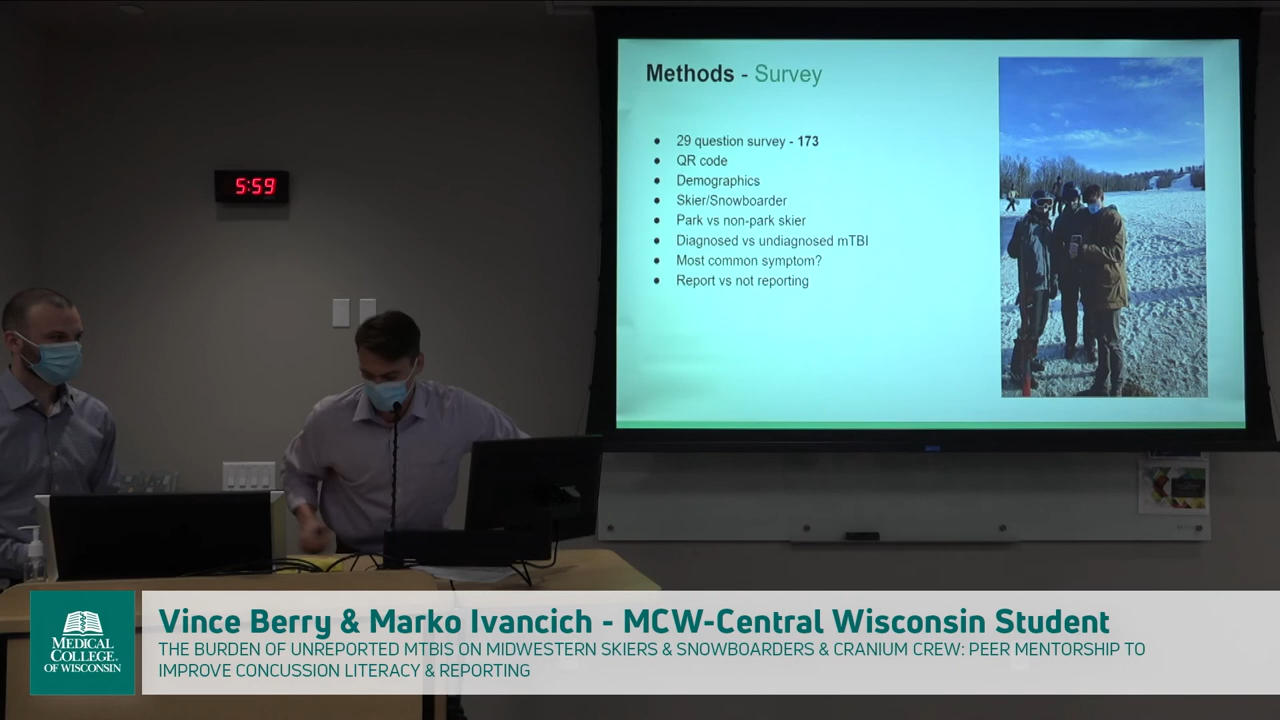 Methods - Survey
29 question survey - 173
QR code
Demographics
Skier/Snowboarder
Park vs non-park skier
Diagnosed vs undiagnosed mTBI
Most common symptom?
Report vs not reporting
5:59
Vince Berry & Marko Ivancich - MCW-Central Wisconsin Student
THE BURDEN OF UNREPORTED MTBIS ON MIDWESTERN SKIERS & SNOWBOARDERS & CRANIUM CREW: PEER MENTORSHIP TO
IMPROVE CONCUSSION LITERACY & REPORTING
MEDICAL
COLLEGE
OF WISCONSIN